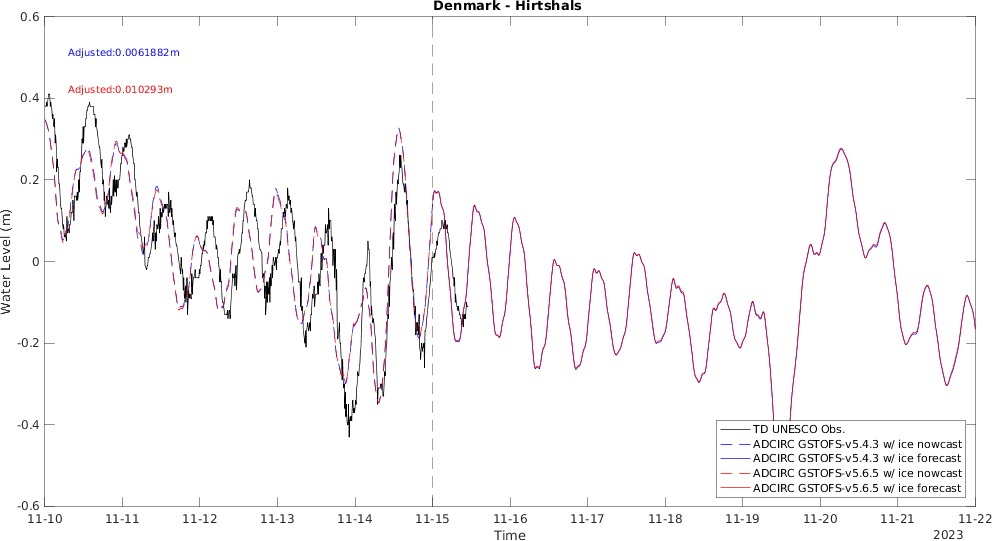 Denmark - Hirtshals
0.6
Adjusted:0.0061882m
Adjusted:0.010293m
0.4
0.2
0
-0.2
-0.4
-0.6
Water Level (m)
TD UNESCO Obs.
ADCIRC GSTOFS-v5.4.3 w/ ice nowcast
ADCIRC GSTOFS-v5.4.3 w/ ice forecast
ADCIRC GSTOFS-v5.6.5 w/ ice nowcast
ADCIRC GSTOFS-v5.6.5 w/ ice forecast
11-10 11-11 11-12 11-13 11-14 11-15 11-16 11-17 11-18 11-19 11-20 11-21 11-22
Time
2023